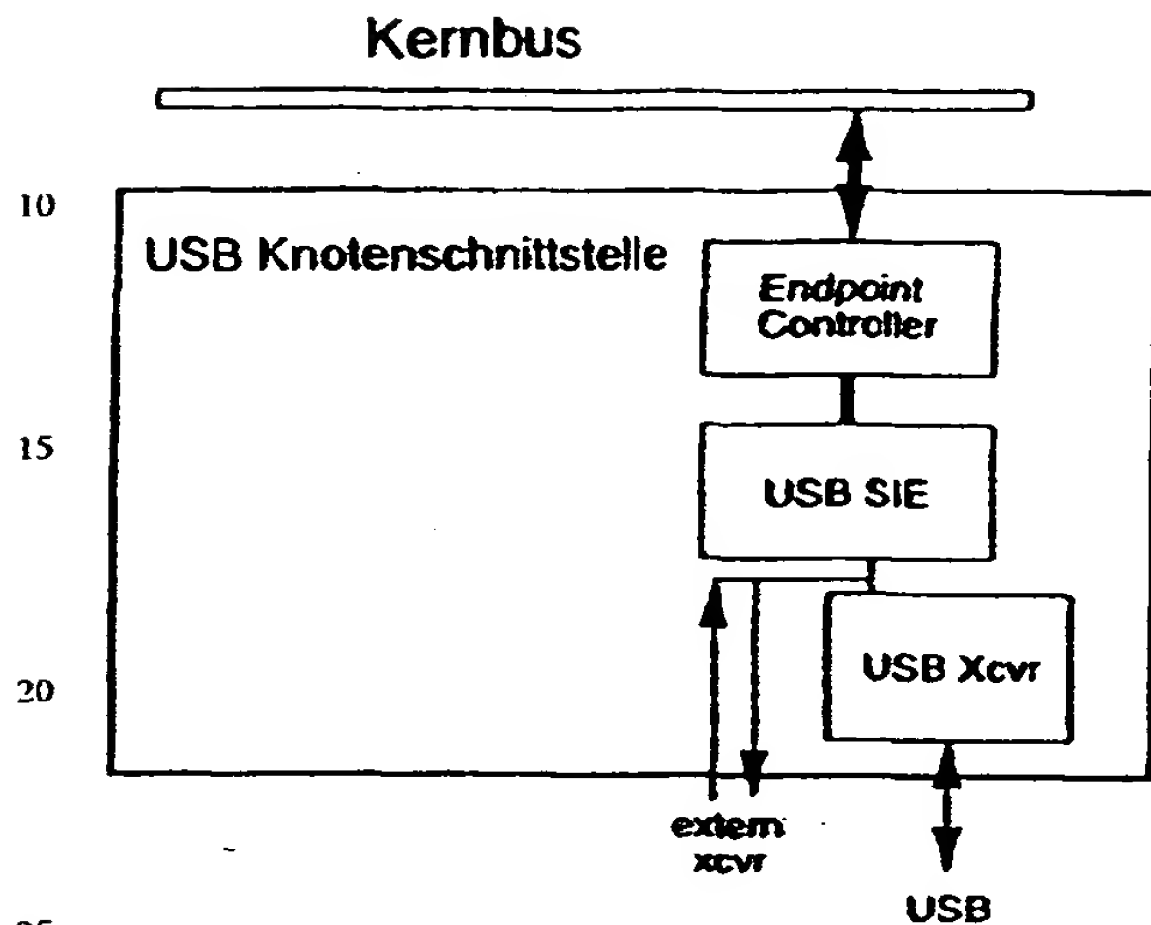 Kernbus
10
USB Knotenschnittstelle
Endpoint
Controller
15
USB SIE
USB Xcvr
20
extern
xcvr
USB